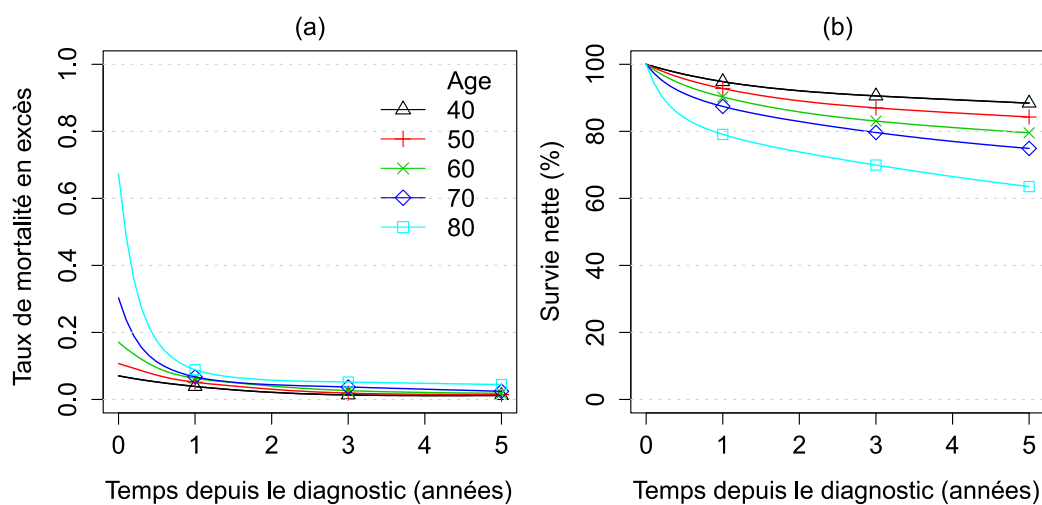 (a)
Taux de mortalité en excès
1.0
0.8
0.6
0.4
0.2
0.0
Age
40
50
60
70
80
0 1 2 3 4 5
Temps depuis le diagnostic (années)
(b)
Survie nette (%)
100
80
60
40
20
0
0 1 2 3 4 5
Temps depuis le diagnostic (années)